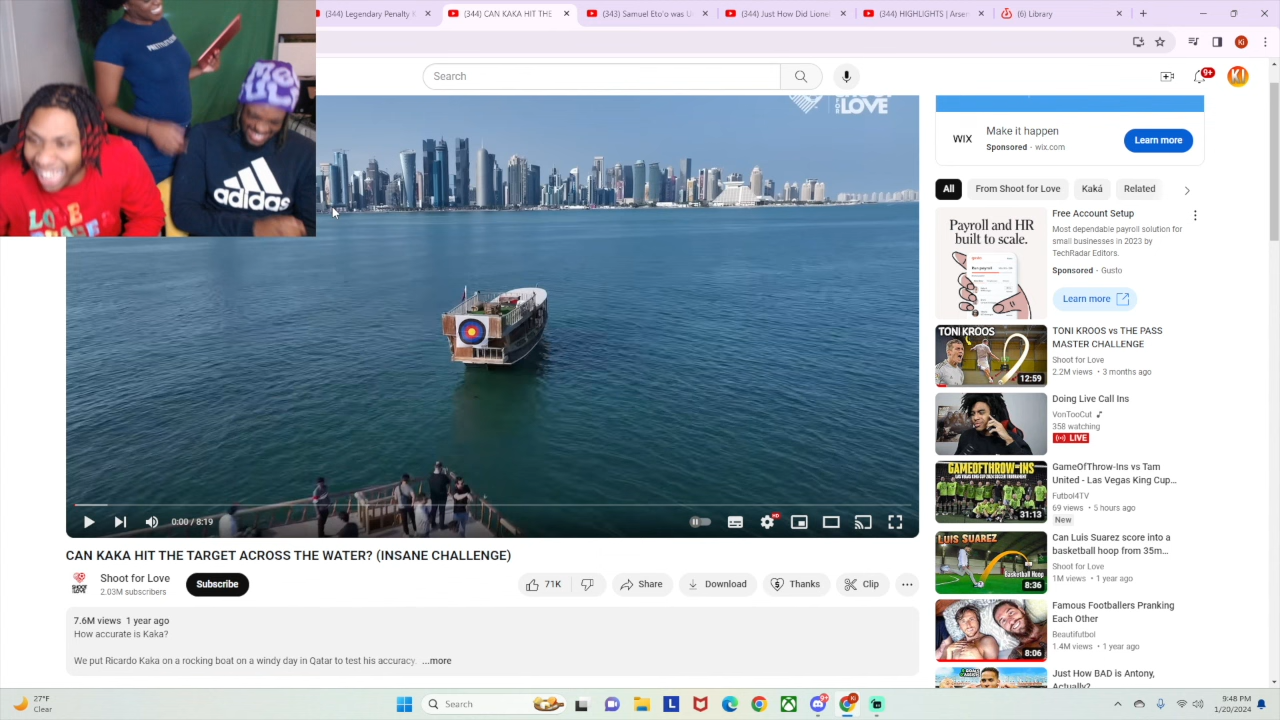 (344) Legendary Penalty
(344) CAN KAKA HIT THE
(343) Samuel Eto'o was U
(344) Just How BAD is
(344) HIGHLIGHTS | Arse
(6) Library
KI
Search
9+
KI
LOVE
adidas
WIX
Make it happen
Sponsored · wix.com
Learn more
All
From Shoot for Love
Kaká
Related
Payroll and HR
built to scale.
Free Account Setup
Most dependable payroll solution for
small businesses in 2023 by
TechRadar Editors.
Sponsored · Gusto
Learn more
TONI KROOS
12:59
TONI KROOS vs THE PASS
MASTER CHALLENGE
Shoot for Love
2.2M views · 3 months ago
Doing Live Call Ins
VonTooCut
358 watching
LIVE
GAMEOFTHROW-INS
31:13
GameOfThrow-Ins vs Tam
United - Las Vegas King Cup...
Futbol4TV
69 views · 5 hours ago
New
LUIS SUAREZ
Basketball Hoop
8:36
Can Luis Suarez score into a
basketball hoop from 35m...
Shoot for Love
1M views · 1 year ago
8:06
Famous Footballers Pranking
Each Other
Beautifutbol
1.4M views · 1 year ago
Just How BAD is Antony,
Actually?
0:00 / 8:19
HD
CAN KAKA HIT THE TARGET ACROSS THE WATER? (INSANE CHALLENGE)
Shoot for Love
2.03M subscribers
Subscribe
71K
Share
Download
Thanks
Clip
7.6M views 1 year ago
How accurate is Kaka?
We put Ricardo Kaka on a rocking boat on a windy day in Qatar to test his accuracy. ...more
27°F
Clear
Search
9:48 PM
1/20/2024